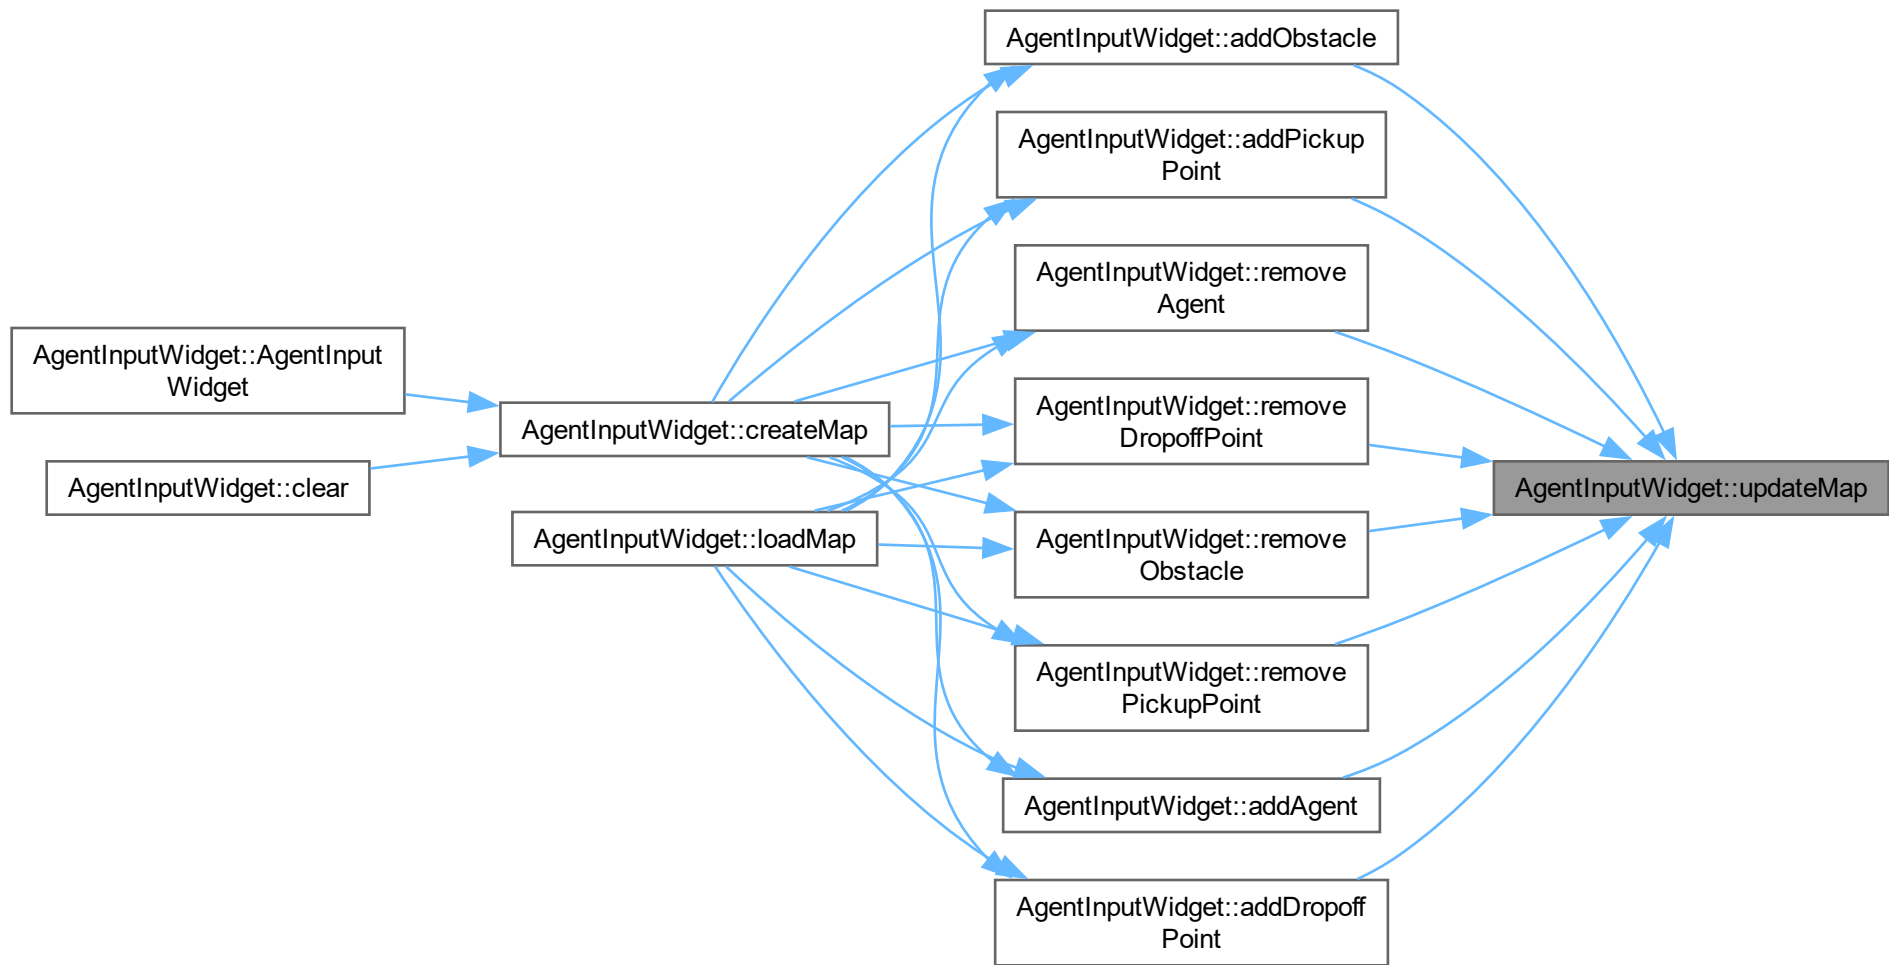 AgentInputWidget::addObstacle
AgentInputWidget::addPickup
Point
AgentInputWidget::remove
Agent
AgentInputWidget::AgentInput
Widget
AgentInputWidget::createMap
AgentInputWidget::remove
DropoffPoint
AgentInputWidget::clear
AgentInputWidget::updateMap
AgentInputWidget::loadMap
AgentInputWidget::remove
Obstacle
AgentInputWidget::remove
PickupPoint
AgentInputWidget::addAgent
AgentInputWidget::addDropoff
Point